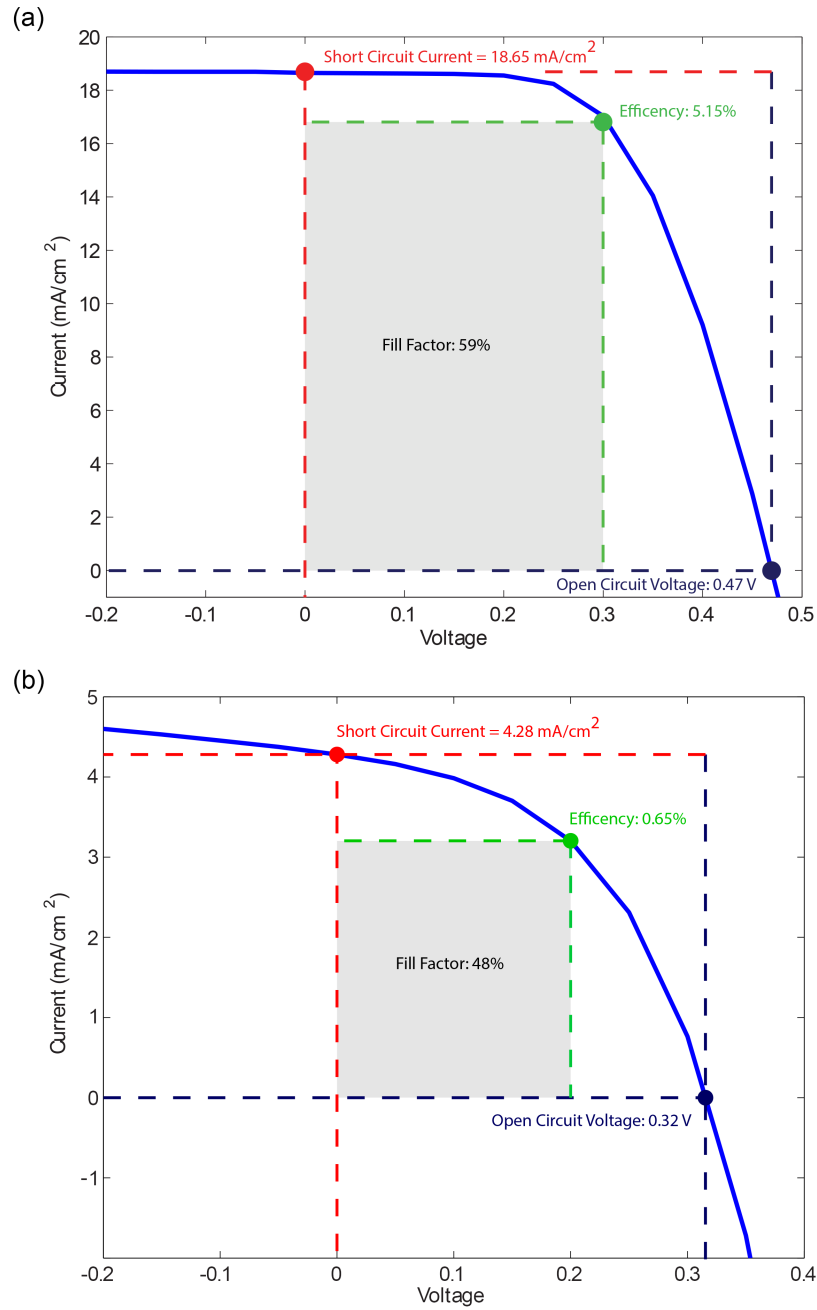 (a)
20
18
16
14
12
10
8
6
4
2
0
Current (mA/cm 2)
Short Circuit Current = 18.65 mA/cm2
Efficency: 5.15%
Fill Factor: 59%
Open Circuit Voltage: 0.47 V
-0.2 -0.1 0 0.1 0.2 0.3 0.4 0.5
Voltage
(b)
5
4
3
2
1
0
-1
-2
Current (mA/cm 2)
Short Circuit Current = 4.28 mA/cm2
Efficency: 0.65%
Fill Factor: 48%
Open Circuit Voltage: 0.32 V
-0.2 -0.1 0 0.1 0.2 0.3 0.4
Voltage